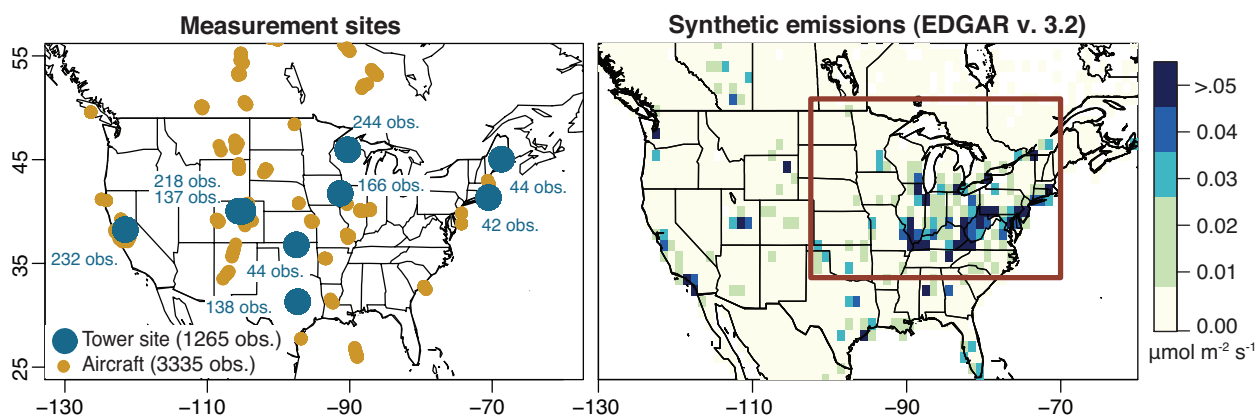 Measurement sites
Synthetic emissions (EDGAR v. 3.2)
55
45
35
25
244 obs.
218 obs.
137 obs.
166 obs.
44 obs.
42 obs.
232 obs.
44 obs.
138 obs.
Tower site (1265 obs.)
Aircraft (3335 obs.)
−130
−110
−90
−70
−130
−110
−90
−70
>.05
0.04
0.03
0.02
0.01
0.00
μmol m⁻² s⁻¹